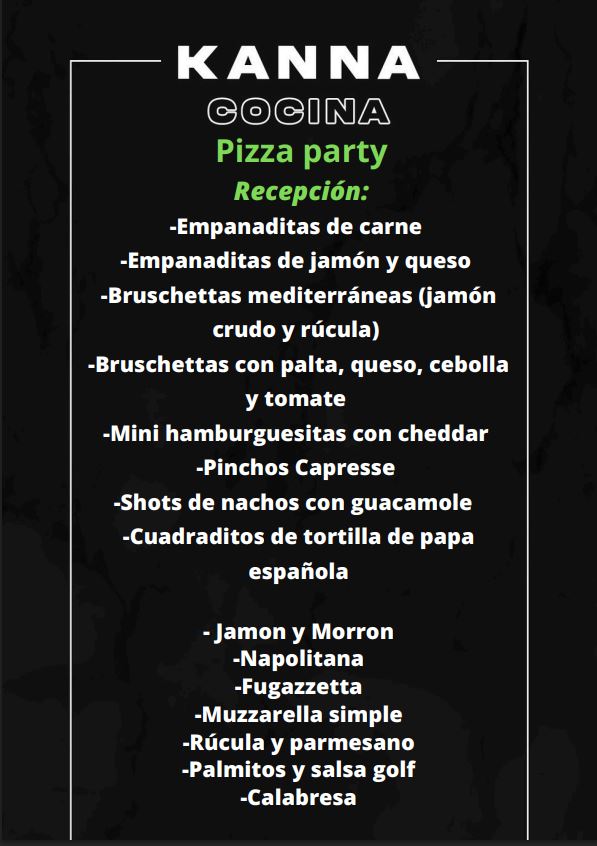 KANNA
COCINA
Pizza party
Recepción:
-Empanaditas de carne
-Empanaditas de jamón y queso
-Bruschettas mediterráneas (jamón
crudo y rúcula)
-Bruschettas con palta, queso, cebolla
y tomate
-Mini hamburguesitas con cheddar
-Pinchos Capresse
-Shots de nachos con guacamole
-Cuadraditos de tortilla de papa
española
- Jamon y Morron
-Napolitana
-Fugazzetta
-Muzzarella simple
-Rúcula y parmesano
-Palmitos y salsa golf
-Calabresa